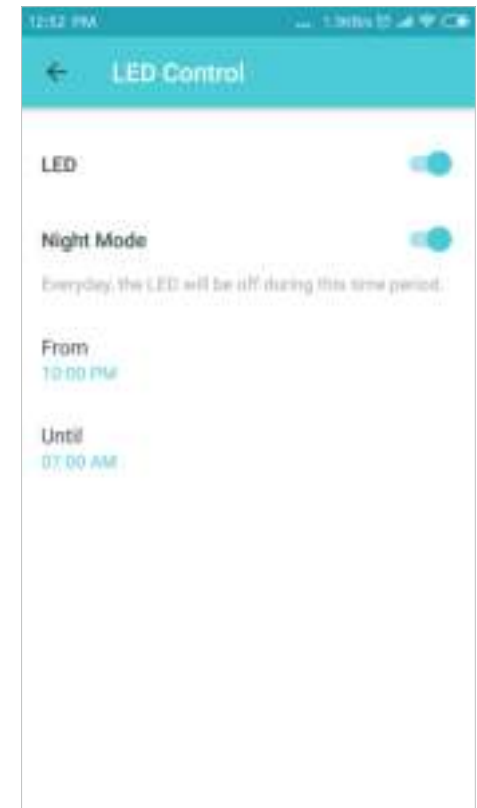 12:52 PM
LED Control
LED
Night Mode
Everyday, the LED will be off during this time period.
From
10:00 PM
Until
07:00 AM